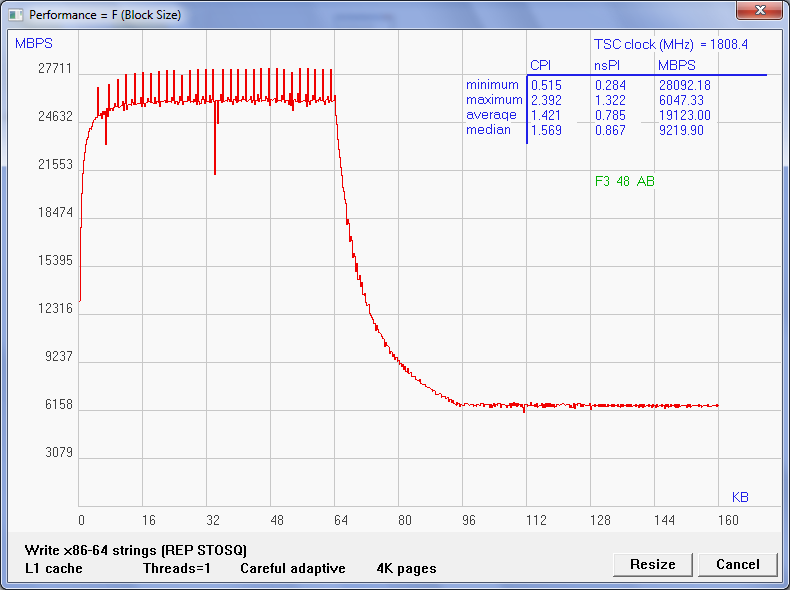 Performance = F (Block Size)
MBPS
TSC clock (MHz) = 1808.4
CPI nsPI MBPS
minimum 0.515 0.284 28092.18
maximum 2.392 1.322 6047.33
average 1.421 0.785 19123.00
median 1.569 0.867 9219.90
F3 48 AB
27711
24632
21553
18474
15395
12316
9237
6158
3079
KB
0 16 32 48 64 80 96 112 128 144 160
Write x86-64 strings (REP STOSQ)
L1 cache Threads=1 Careful adaptive 4K pages
Resize Cancel